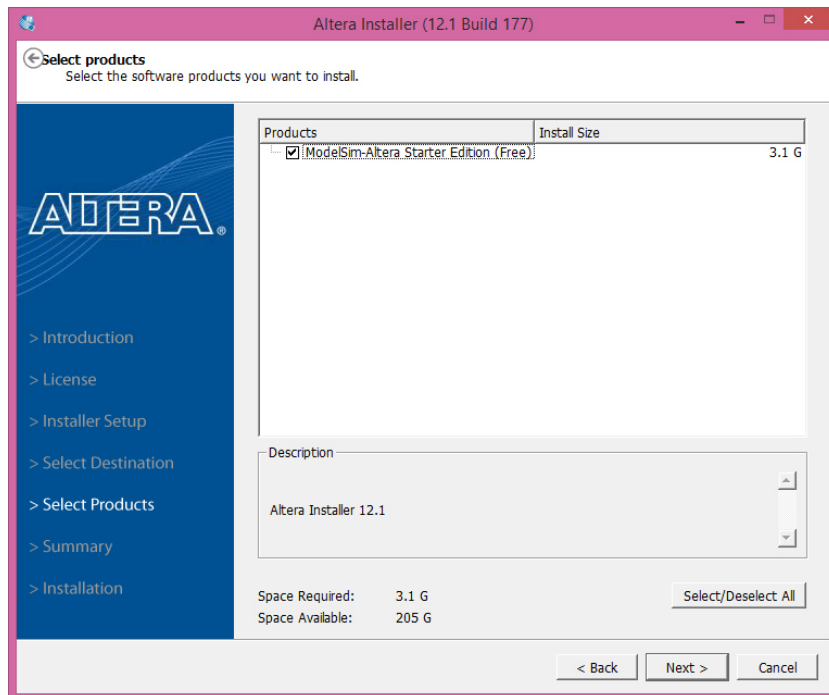 Altera Installer (12.1 Build 177)
Select products
Select the software products you want to install.
Products Install Size
ModelSim-Altera Starter Edition (Free) 3.1 G
ALTERA®
> Introduction
> License
> Installer Setup
> Select Destination
> Select Products
> Summary
> Installation
Description
Altera Installer 12.1
Space Required: 3.1 G
Space Available: 205 G
Select/Deselect All
< Back Next > Cancel